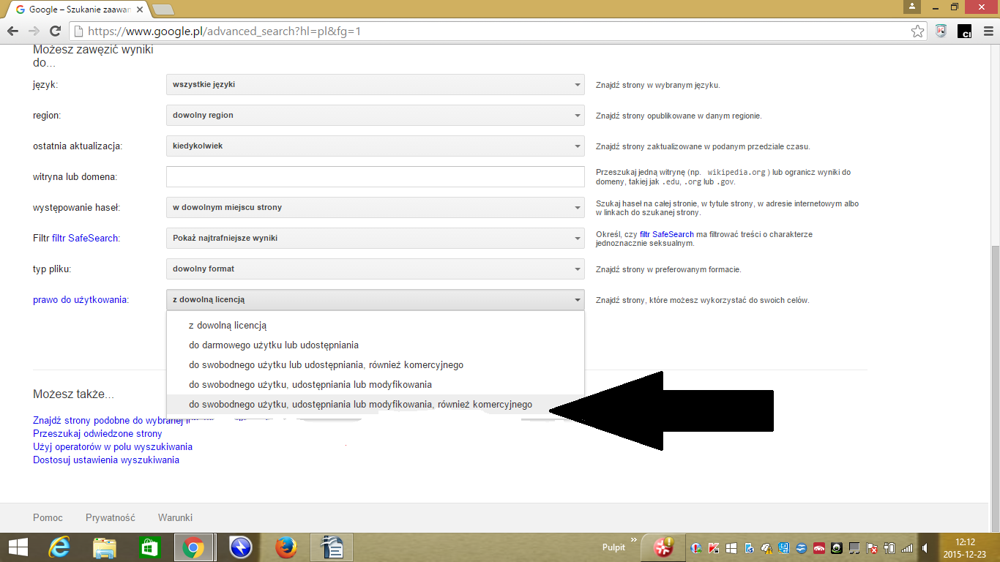 Google – Szukanie zaawan
https://www.google.pl/advanced_search?hl=pl&fg=1
Możesz zawęzić wyniki
do...
język:
wszystkie języki
Znajdź strony w wybranym języku.
region:
dowolny region
Znajdź strony opublikowane w danym regionie.
ostatnia aktualizacja:
kiedykolwiek
Znajdź strony zaktualizowane w podanym przedziale czasu.
witryna lub domena:
Przeszukaj jedną witrynę (np. wikipedia.org ) lub ogranicz wyniki do
domeny, takiej jak .edu, .org lub .gov.
występowanie haseł:
w dowolnym miejscu strony
Szukaj haseł na całej stronie, w tytule strony, w adresie internetowym albo
w linkach do szukanej strony.
Filtr filtr SafeSearch:
Pokaż najtrafniejsze wyniki
Określ, czy filtr SafeSearch ma filtrować treści o charakterze
jednoznacznie seksualnym.
typ pliku:
dowolny format
Znajdź strony w preferowanym formacie.
prawo do użytkowania:
z dowolną licencją
Znajdź strony, które możesz wykorzystać do swoich celów.
z dowolną licencją
do darmowego użytku lub udostępniania
do swobodnego użytku lub udostępniania, również komercyjnego
do swobodnego użytku, udostępniania lub modyfikowania
do swobodnego użytku, udostępniania lub modyfikowania, również komercyjnego
Możesz także...
Znajdź strony podobne do wybranej
Przeszukaj odwiedzone strony
Użyj operatorów w polu wyszukiwania
Dostosuj ustawienia wyszukiwania
Pomoc
Prywatność
Warunki
Pulpit
12:12
2015-12-23